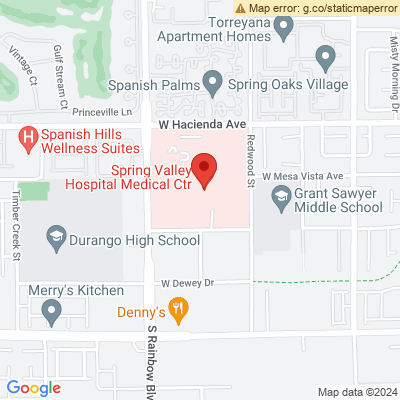 Map error: g.co/staticmaperror
Torreyana
Apartment Homes
Vintage Ct
Gulf Stream Ct
Misty Morning Dr
Spanish Palms
Spring Oaks Village
Princeville Ln
W Hacienda Ave
Redwood St
H
Spanish Hills
Wellness Suites
Spring Valley
Hospital Medical Ctr
W Mesa Vista Ave
Grant Sawyer
Middle School
Timber Creek St
Durango High School
W Dewey Dr
Merry's Kitchen
Denny's
S Rainbow Blv
Google
Map data ©2024